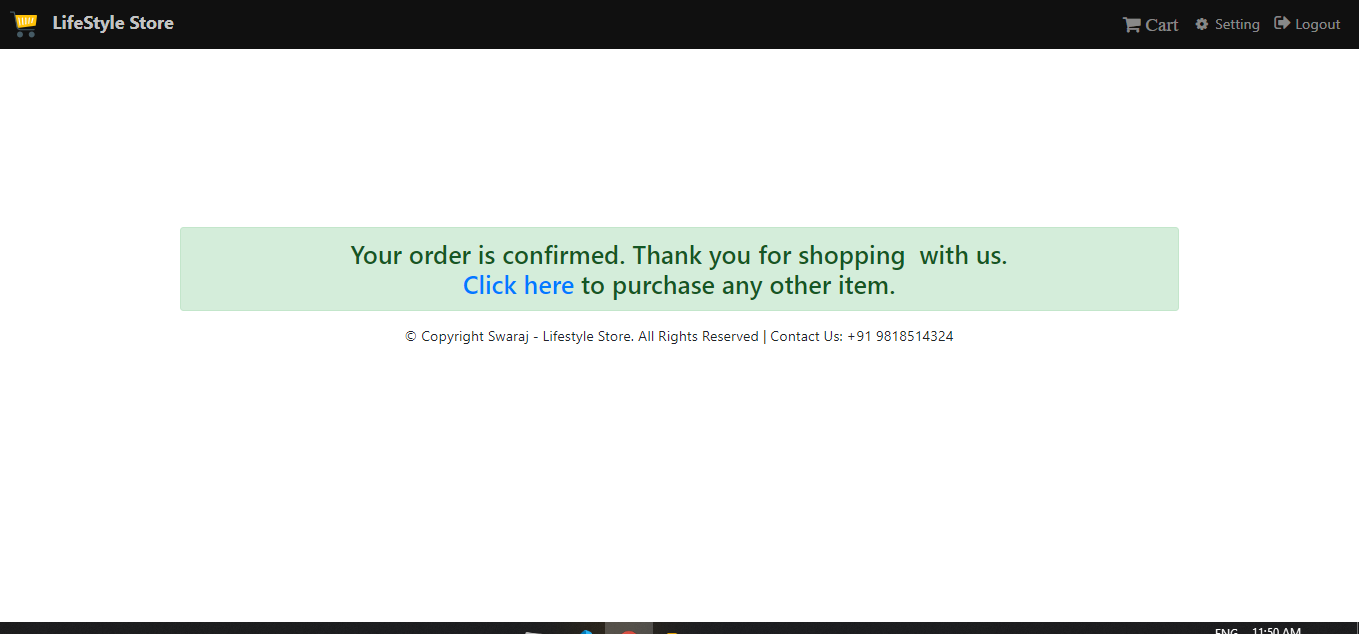 LifeStyle Store
Cart Setting Logout
Your order is confirmed. Thank you for shopping  with us.
Click here to purchase any other item.
© Copyright Swaraj - Lifestyle Store. All Rights Reserved | Contact Us: +91 9818514324
ENG 11:50 AM